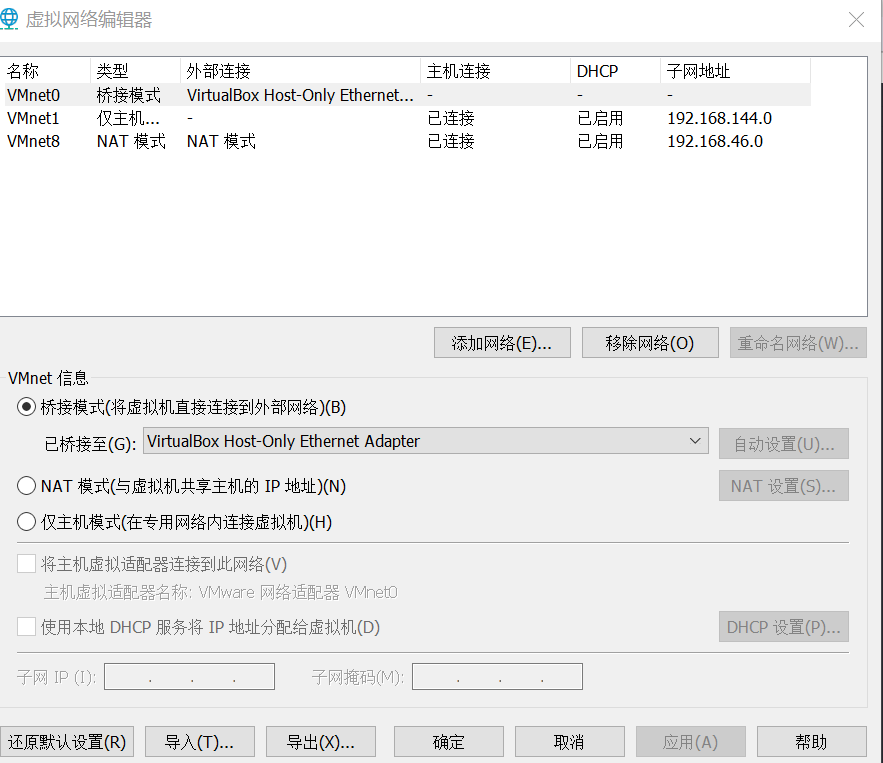 虚拟网络编辑器
名称 类型 外部连接 主机连接 DHCP 子网地址
VMnet0 桥接模式 VirtualBox Host-Only Ethernet... - - -
VMnet1 仅主机... - 已连接 已启用 192.168.144.0
VMnet8 NAT 模式 NAT 模式 已连接 已启用 192.168.46.0
添加网络(E)... 移除网络(O) 重命名网络(W)...
VMnet 信息
桥接模式(将虚拟机直接连接到外部网络)(B)
已桥接至(G): VirtualBox Host-Only Ethernet Adapter 自动设置(U)...
NAT 模式(与虚拟机共享主机的 IP 地址)(N) NAT 设置(S)...
仅主机模式(在专用网络内连接虚拟机)(H)
将主机虚拟适配器连接到此网络(V)
主机虚拟适配器名称: VMware 网络适配器 VMnet0
使用本地 DHCP 服务将 IP 地址分配给虚拟机(D) DHCP 设置(P)...
子网 IP (I): . . . 子网掩码(M): . . .
还原默认设置(R) 导入(T)... 导出(X)... 确定 取消 应用(A) 帮助